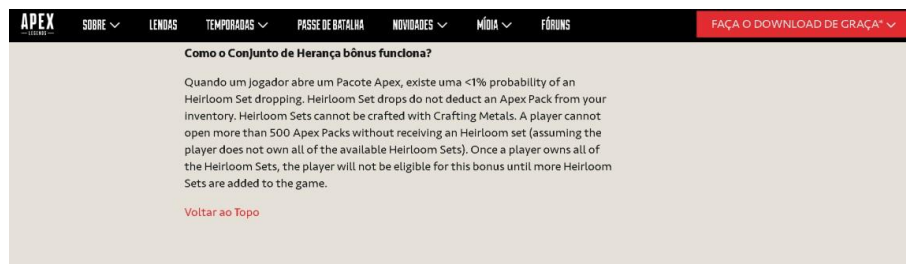 APEX
LEGENDS
SOBRE
LENDAS
TEMPORADAS
PASSE DE BATALHA
NOVIDADES
MÍDIA
FÓRUNS
FAÇA O DOWNLOAD DE GRAÇA*
Como o Conjunto de Herança bônus funciona?
Quando um jogador abre um Pacote Apex, existe uma <1% probability of an
Heirloom Set dropping. Heirloom Set drops do not deduct an Apex Pack from your
inventory. Heirloom Sets cannot be crafted with Crafting Metals. A player cannot
open more than 500 Apex Packs without receiving an Heirloom set (assuming the
player does not own all of the available Heirloom Sets). Once a player owns all of
the Heirloom Sets, the player will not be eligible for this bonus until more Heirloom
Sets are added to the game.
Voltar ao Topo